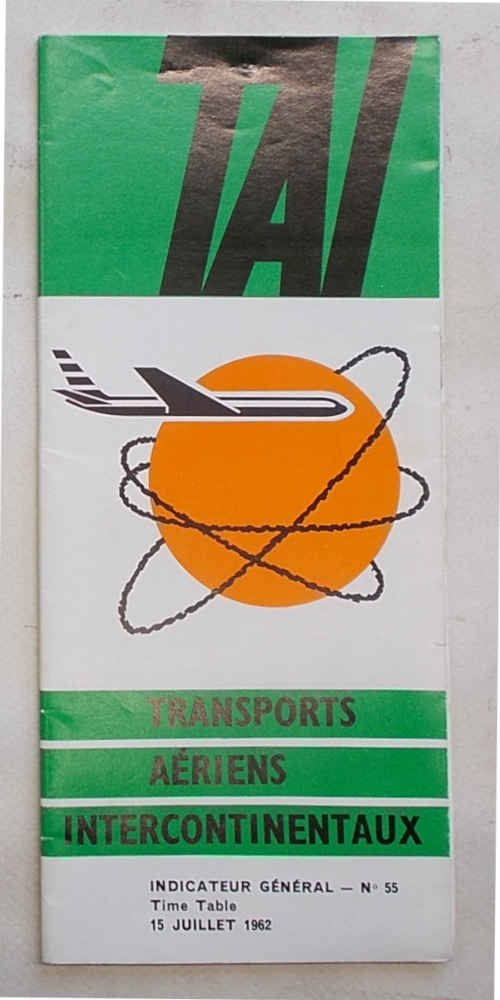 TAI
TRANSPORTS
AÉRIENS
INTERCONTINENTAUX
INDICATEUR GÉNÉRAL — N° 55
Time Table
15 JUILLET 1962